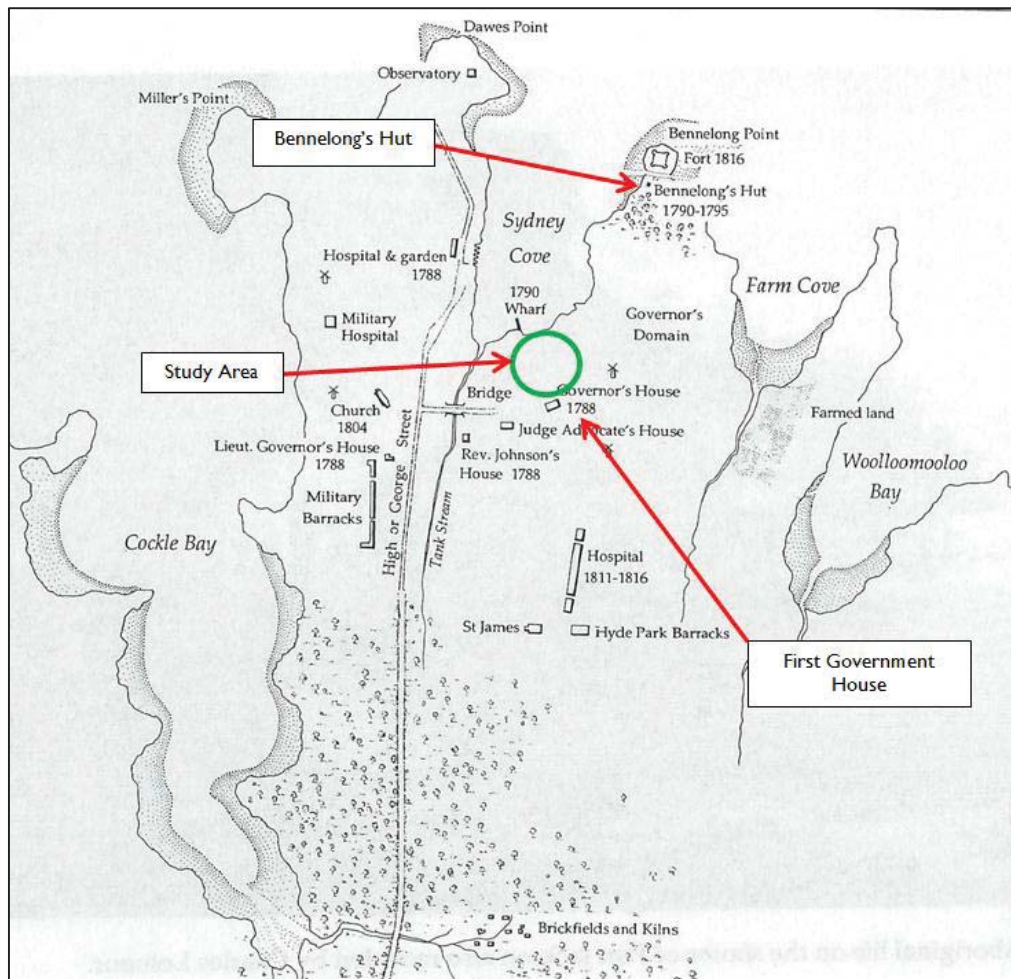 Dawes Point
Observatory
Miller's Point
Bennelong's Hut
Bennelong Point
Fort 1816
Bennelong's Hut
1790-1795
Sydney
Cove
Hospital & garden
1788
Farm Cove
1790
Wharf
Governor's
Domain
Military
Hospital
Study Area
Bridge
Governor's House
1788
Church
1804
Farmed land
Judge Advocate's House
Lieut. Governor's House
1788
Rev. Johnson's
House 1788
Woolloomooloo
Bay
Military
Barracks
High or George Street
Tank Stream
Cockle Bay
Hospital
1811-1816
St James
Hyde Park Barracks
First Government
House
Brickfields and Kilns